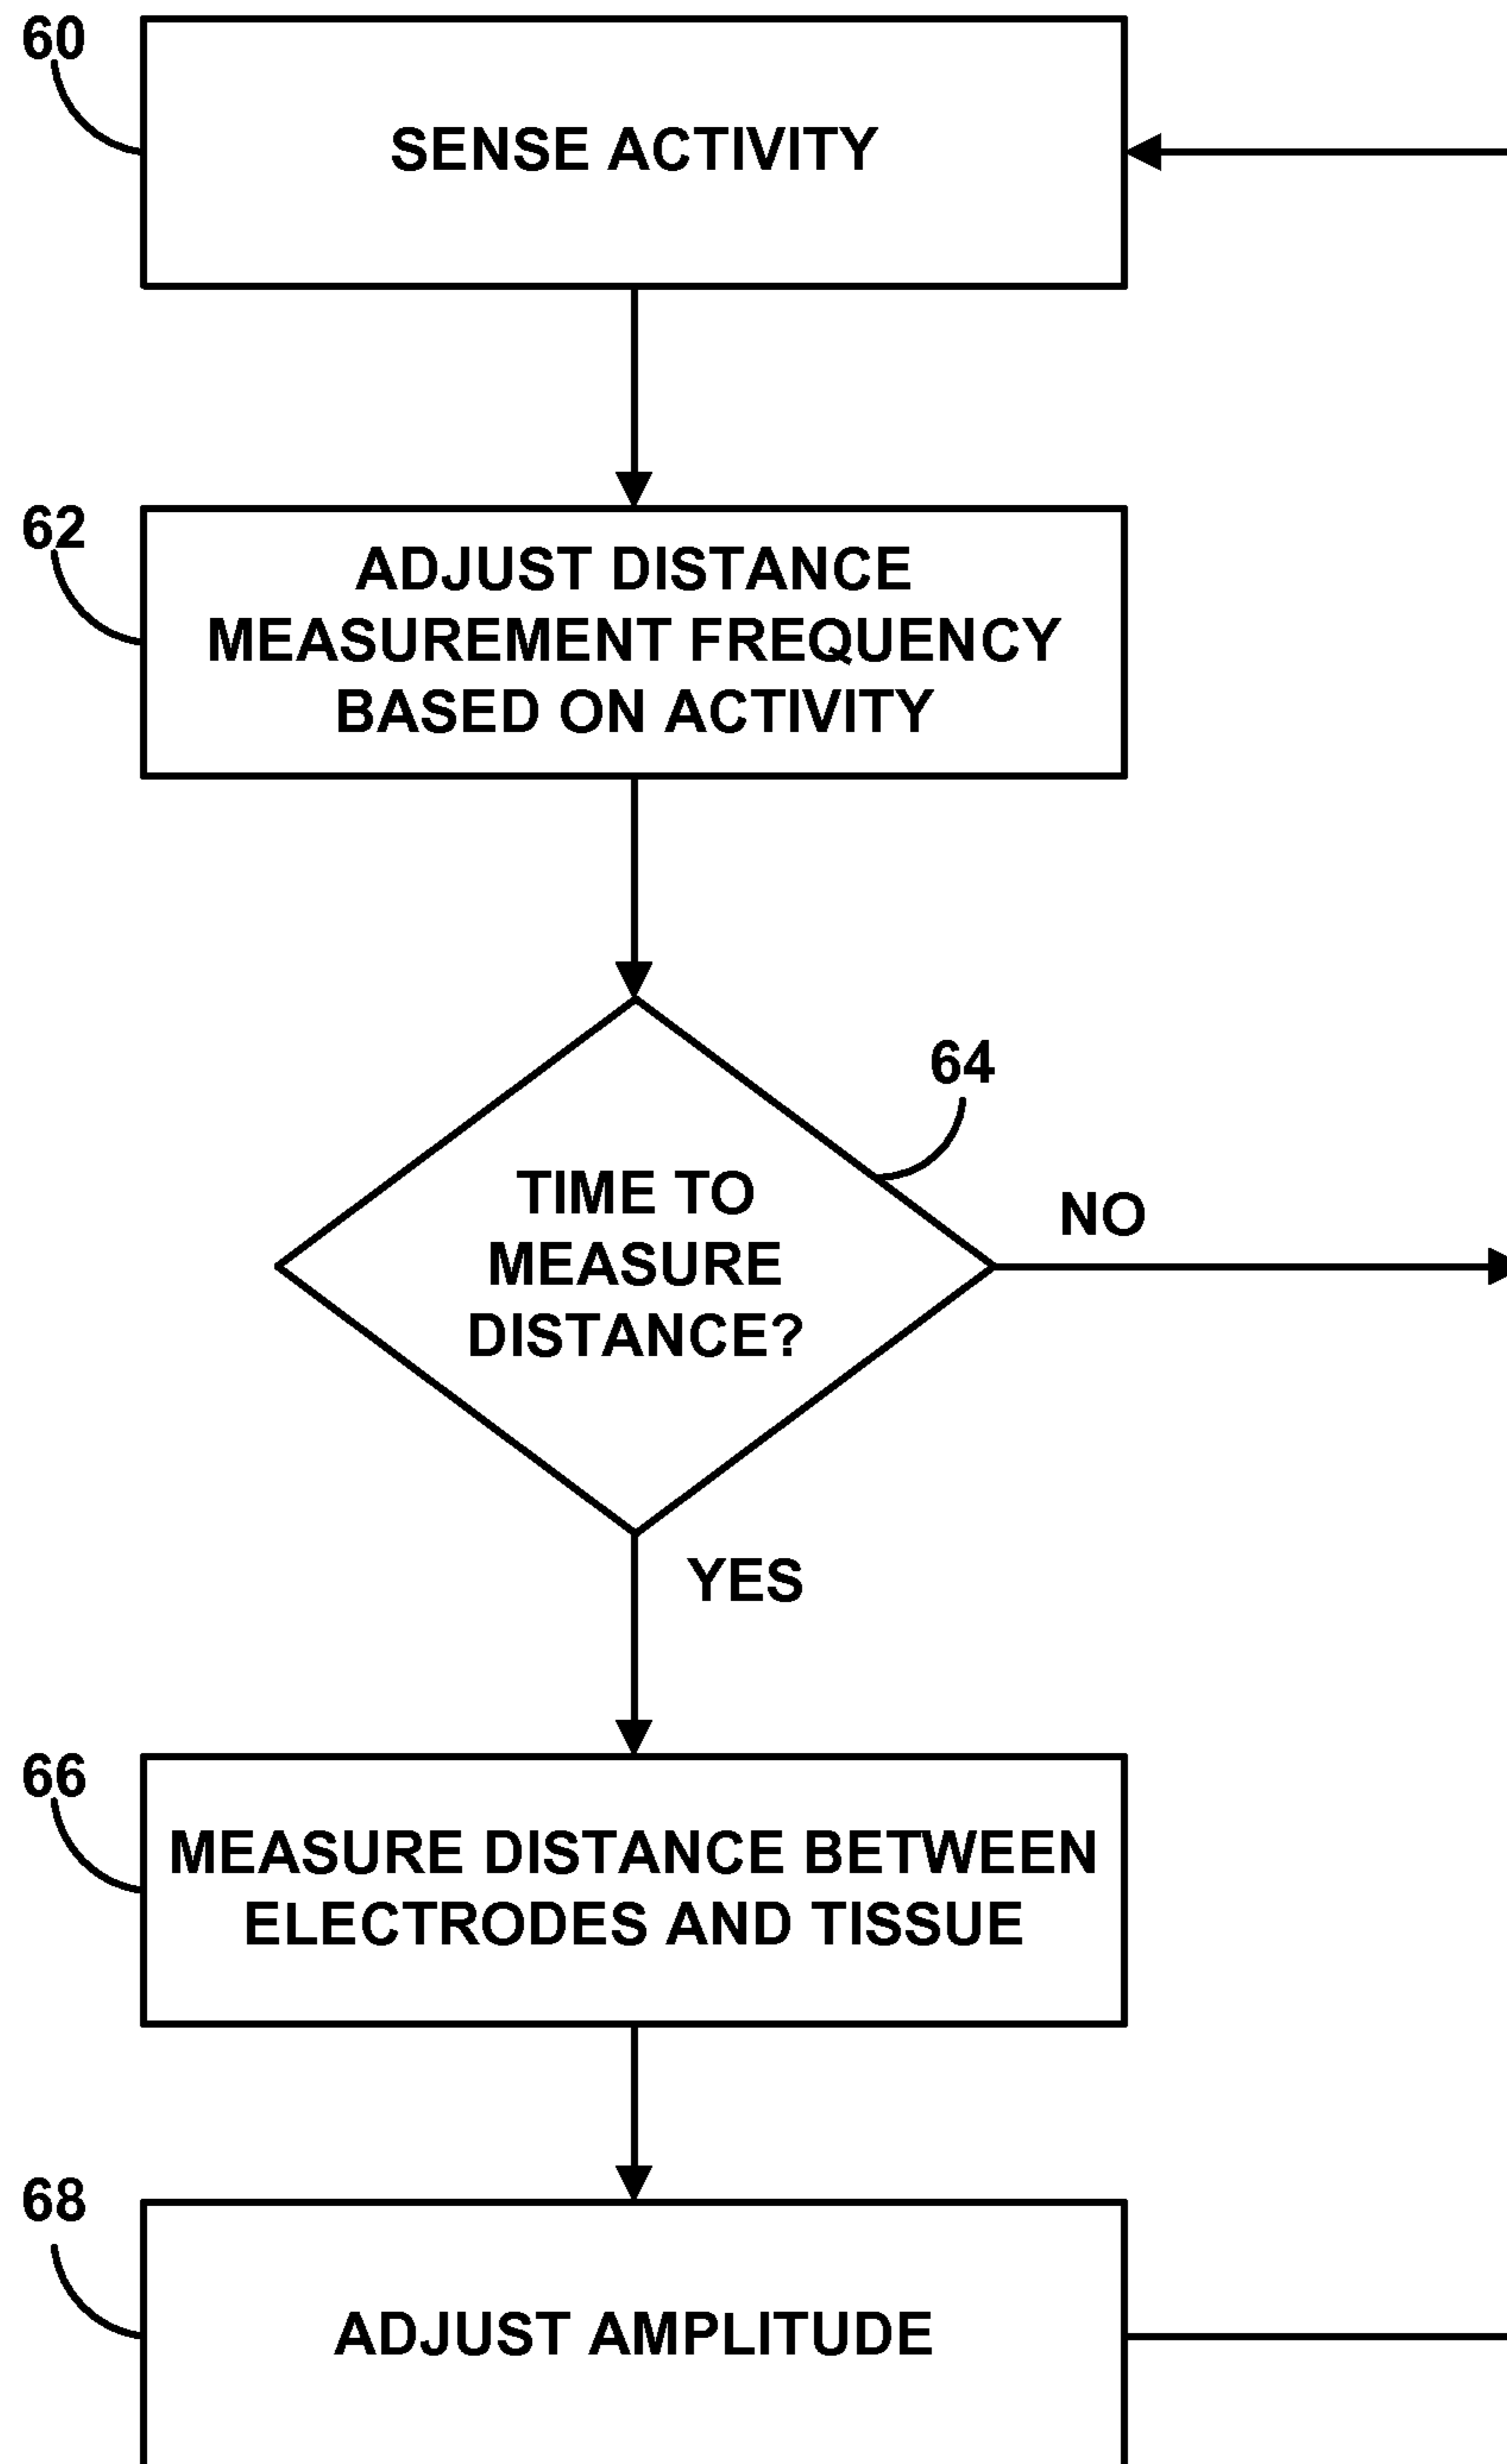 60
SENSE ACTIVITY
62
ADJUST DISTANCE
MEASUREMENT FREQUENCY
BASED ON ACTIVITY
64
TIME TO
MEASURE
DISTANCE?
NO
YES
66
MEASURE DISTANCE BETWEEN
ELECTRODES AND TISSUE
68
ADJUST AMPLITUDE